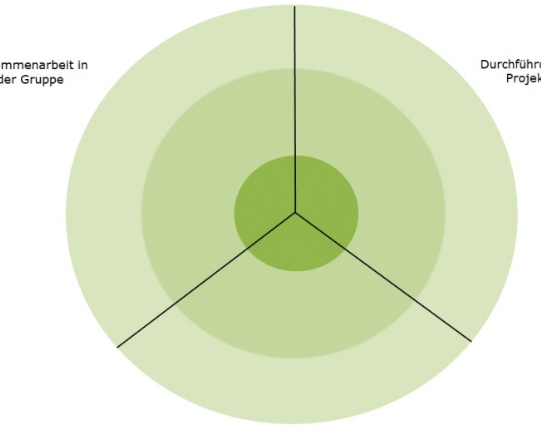 mmenarbeit in
der Gruppe
Durchführu
Projek